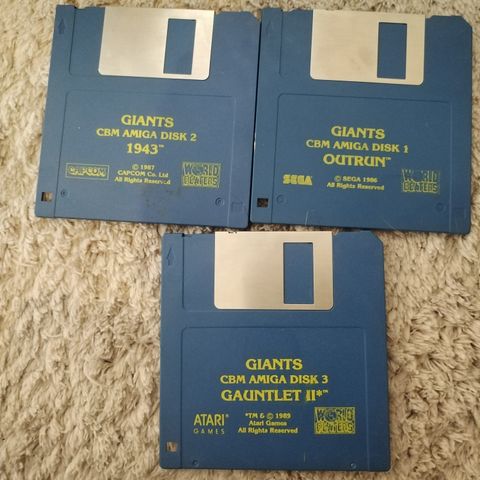 GIANTS
CBM AMIGA DISK 2
1943™
CAPCOM
© 1987
CAPCOM Co. Ltd
All Rights Reserved
WORLD
BEATERS
GIANTS
CBM AMIGA DISK 1
OUTRUN™
SEGA
© SEGA 1986
All Rights Reserved
WORLD
BEATERS
GIANTS
CBM AMIGA DISK 3
GAUNTLET II*™
ATARI®
GAMES
*TM & © 1989
Atari Games
All Rights Reserved
WORLD
BEATERS